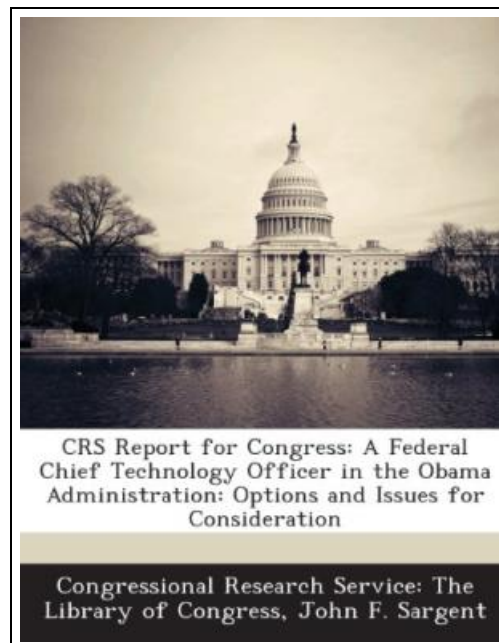 CRS Report for Congress: A Federal
Chief Technology Officer in the Obama
Administration: Options and Issues for
Consideration
Congressional Research Service: The
Library of Congress, John F. Sargent